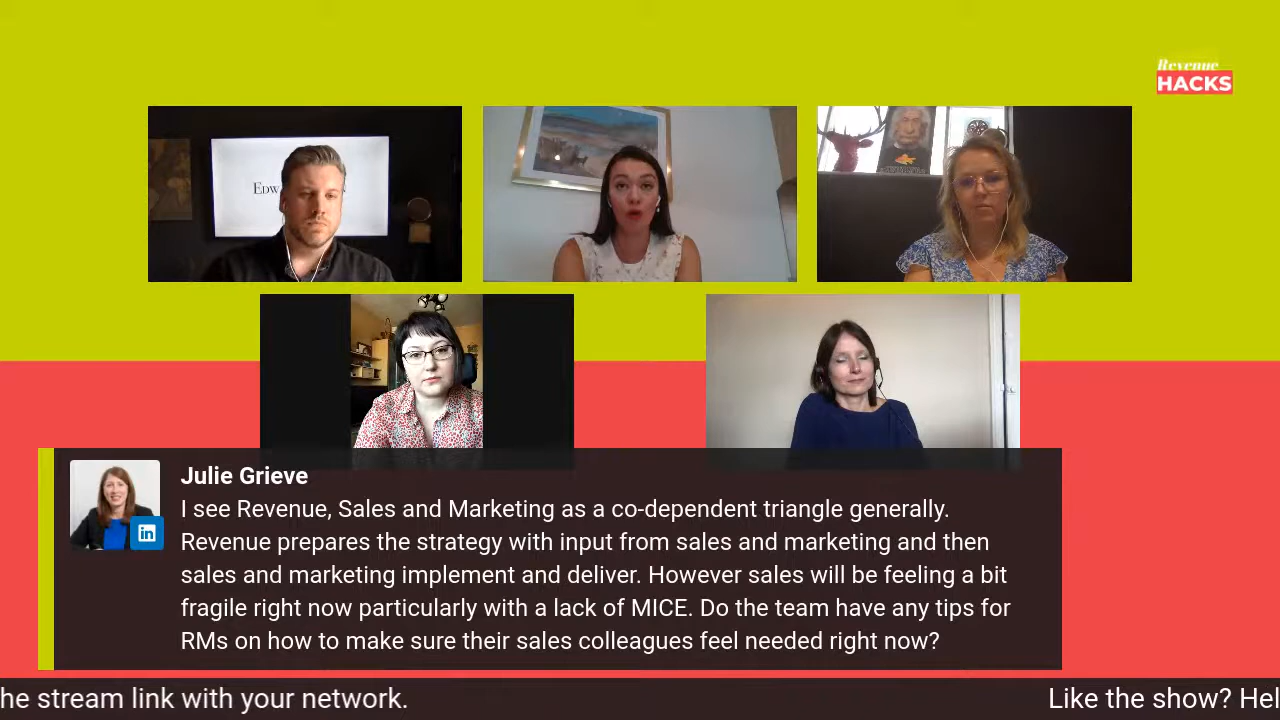 Revenue
HACKS
EDW
Julie Grieve
in
I see Revenue, Sales and Marketing as a co-dependent triangle generally.
Revenue prepares the strategy with input from sales and marketing and then
sales and marketing implement and deliver. However sales will be feeling a bit
fragile right now particularly with a lack of MICE. Do the team have any tips for
RMs on how to make sure their sales colleagues feel needed right now?
he stream link with your network. Like the show? Hel